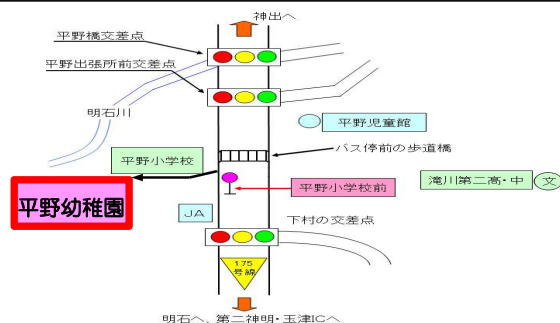 神出へ
平野橋交差点
平野出張所前交差点
明石川
平野児童館
バス停前の歩道橋
平野小学校
滝川第二高・中
文
平野幼稚園
平野小学校前
JA
下村の交差点
175
号線
明石へ、第二神明・玉津ICへ